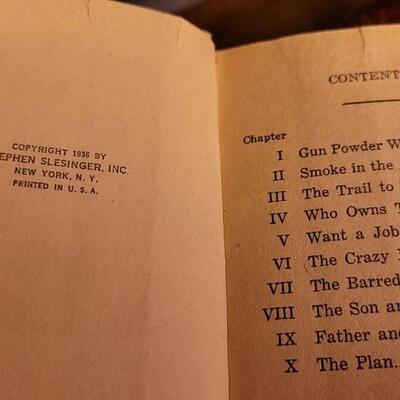 COPYRIGHT 1936 BY
EPHEN SLESINGER, INC.
NEW YORK, N. Y.
PRINTED IN U. S. A.
CONTENT
Chapter
I Gun Powder W
II Smoke in the
III The Trail to
IV Who Owns T
V Want a Job
VI The Crazy
VII The Barred
VIII The Son an
IX Father and
X The Plan.